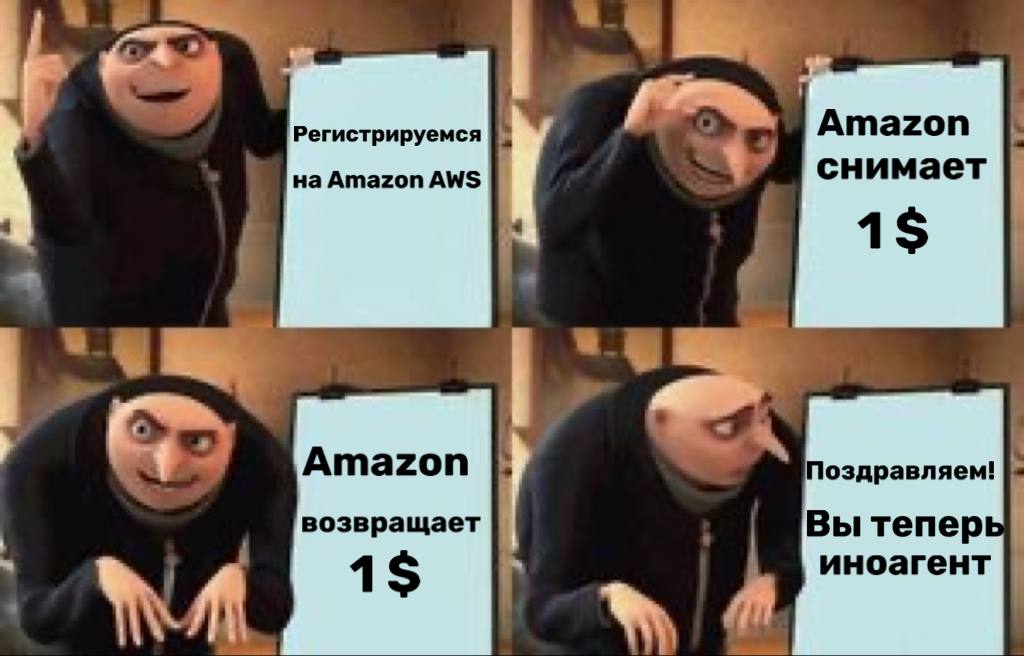 Регистрируемся
на Amazon AWS
Amazon
снимает
1$
Amazon
возвращает
1$
Поздравляем!
Вы теперь
иноагент